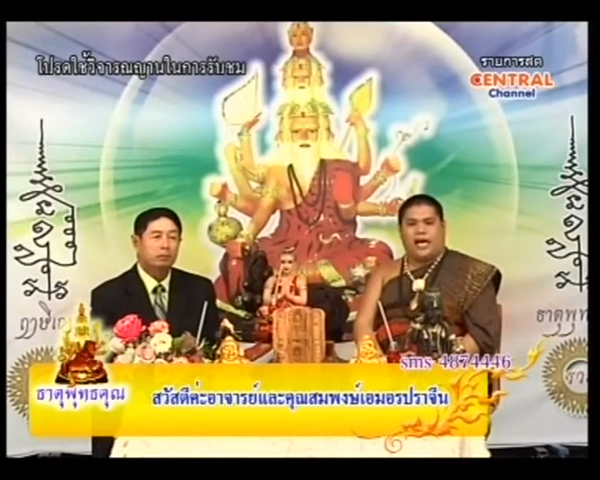 โปรดใช้วิจารณญานในการรับชม
รายการสด
CENTRAL
Channel
sms 4874446
ธาตุพุทธคุณ
สวัสดีค่ะอาจารย์และคุณสมพงษ์เอมอรปราจีน